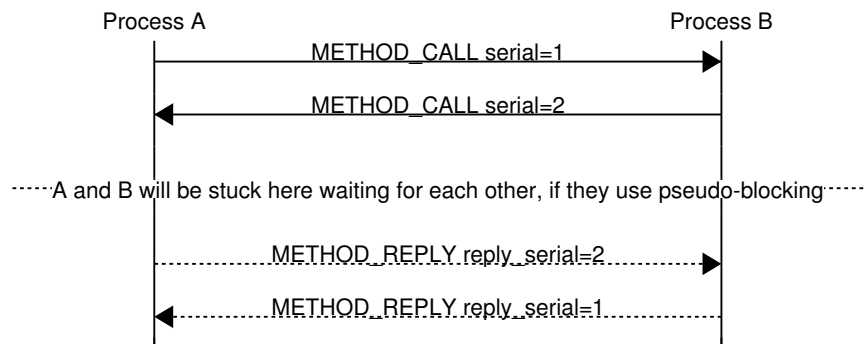 Process A Process B
METHOD_CALL serial=1
METHOD_CALL serial=2
A and B will be stuck here waiting for each other, if they use pseudo-blocking
METHOD_REPLY reply_serial=2
METHOD_REPLY reply_serial=1